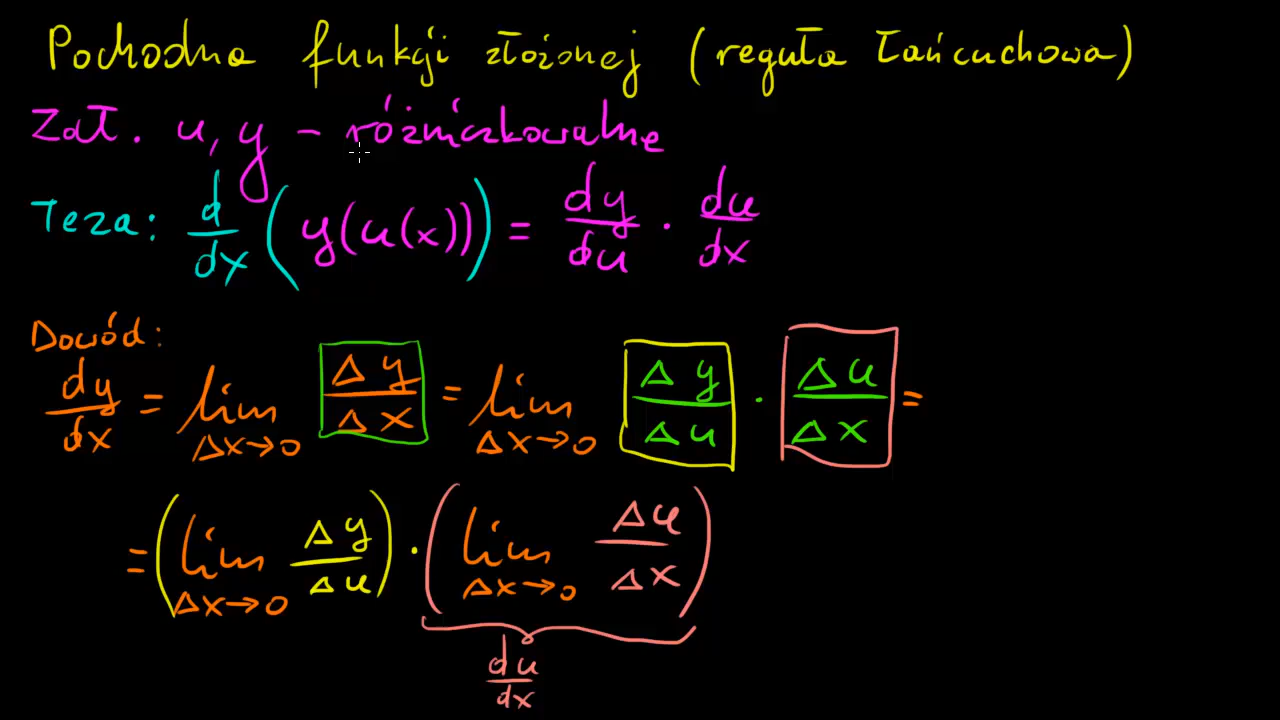 Pochodna funkcji złożonej (reguła łańcuchowa)
Zał. u, y - różniczkowalne
Teza: d/dx (y(u(x))) = dy/du · du/dx
Dowód:
dy/dx = lim Δx→0 Δy/Δx = lim Δx→0 Δy/Δu · Δu/Δx =
= (lim Δx→0 Δy/Δu) · (lim Δx→0 Δu/Δx)
du/dx